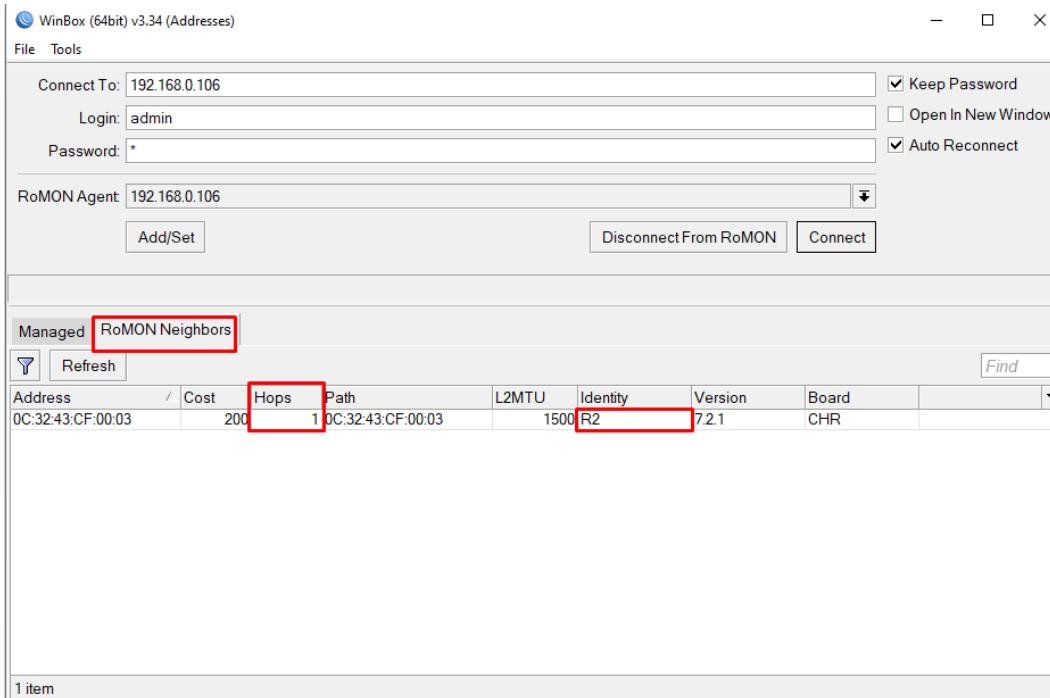 WinBox (64bit) v3.34 (Addresses)
File Tools
Connect To: 192.168.0.106
Keep Password
Login: admin
Open In New Window
Password: *
Auto Reconnect
RoMON Agent: 192.168.0.106
Add/Set Disconnect From RoMON Connect
Managed RoMON Neighbors
Refresh Find
Address Cost Hops Path L2MTU Identity Version Board
0C:32:43:CF:00:03 200 1 0C:32:43:CF:00:03 1500 R2 7.2.1 CHR
1 item